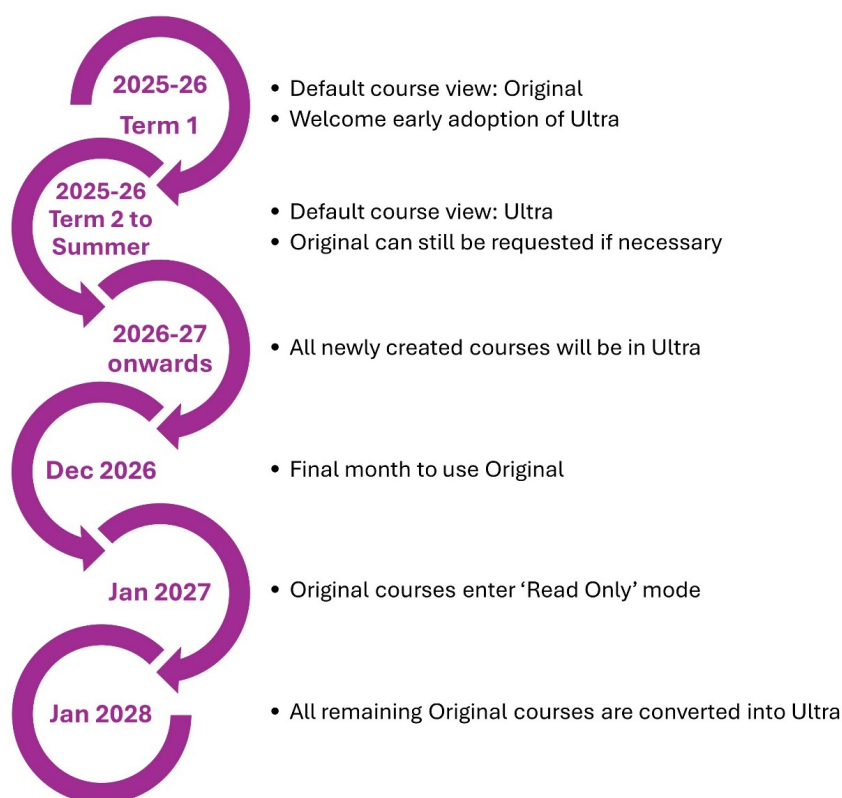 2025-26
Term 1
• Default course view: Original
• Welcome early adoption of Ultra
2025-26
Term 2 to
Summer
• Default course view: Ultra
• Original can still be requested if necessary
2026-27
onwards
• All newly created courses will be in Ultra
Dec 2026
• Final month to use Original
Jan 2027
• Original courses enter ‘Read Only’ mode
Jan 2028
• All remaining Original courses are converted into Ultra